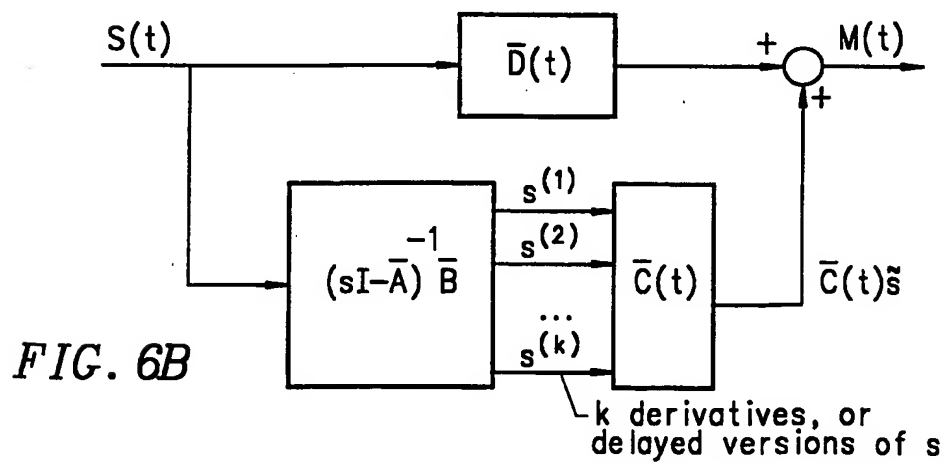 S(t)
D̄(t)
+
M(t)
+
(sI-Ā)⁻¹ B̄
s⁽¹⁾
s⁽²⁾
...
s⁽ᵏ⁾
C̄(t)
C̄(t)s̃
FIG. 6B
k derivatives, or
delayed versions of s